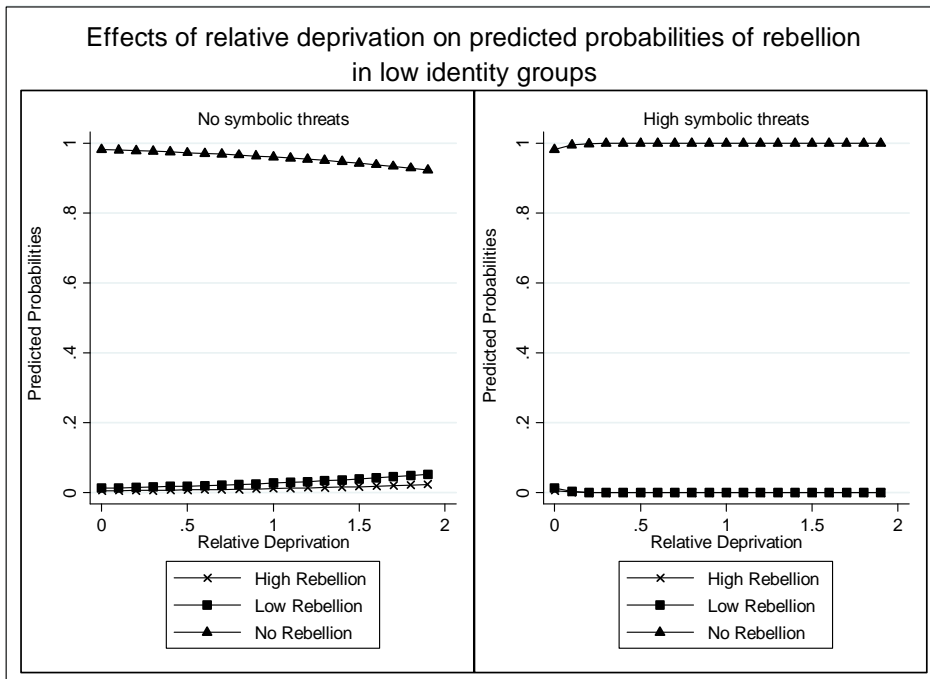 Effects of relative deprivation on predicted probabilities of rebellion
in low identity groups
No symbolic threats
Predicted Probabilities
1
.8
.6
.4
.2
0
0 .5 1 1.5 2
Relative Deprivation
High Rebellion
Low Rebellion
No Rebellion
High symbolic threats
Predicted Probabilities
1
.8
.6
.4
.2
0
0 .5 1 1.5 2
Relative Deprivation
High Rebellion
Low Rebellion
No Rebellion